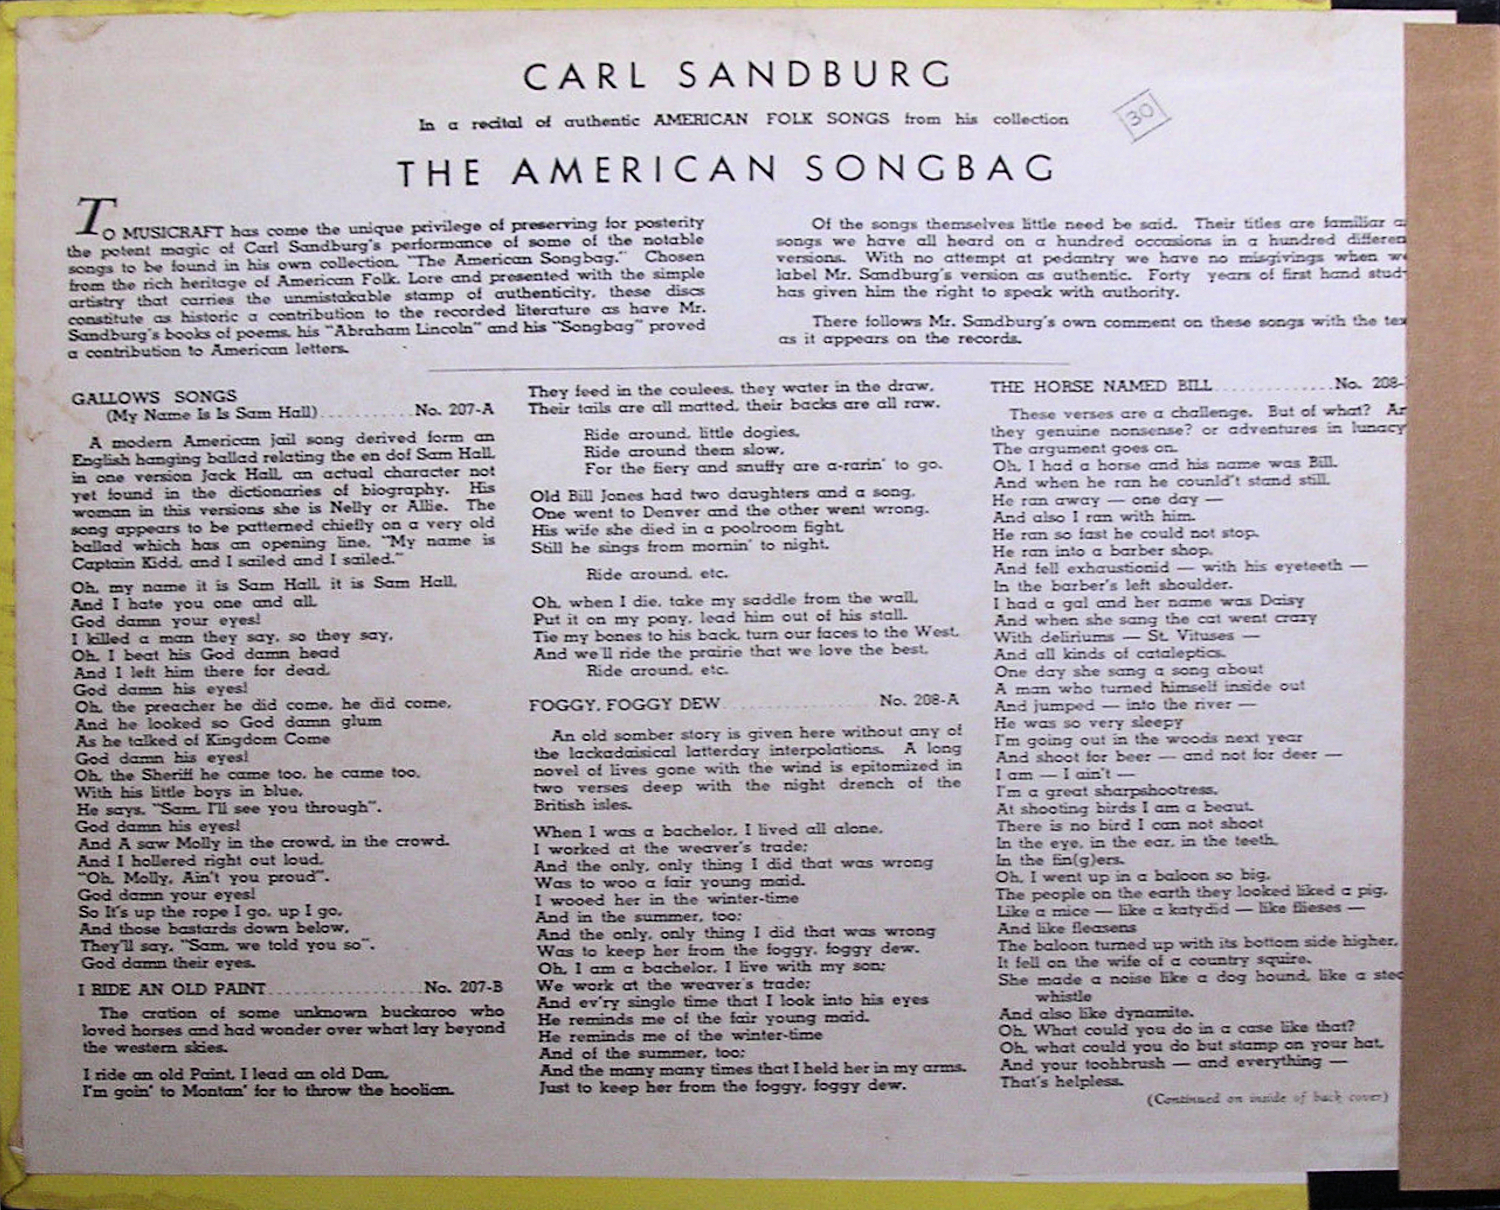 CARL SANDBURG
In a recital of authentic AMERICAN FOLK SONGS from his collection
30
THE AMERICAN SONGBAG
TO MUSICRAFT has come the unique privilege of preserving for posterity
the potent magic of Carl Sandburg's performance of some of the notable
songs to be found in his own collection, "The American Songbag." Chosen
from the rich heritage of American Folk, Lore and presented with the simple
artistry that carries the unmistakable stamp of authenticity, these discs
constitute as historic a contribution to the recorded literature as have Mr.
Sandburg's books of poems, his "Abraham Lincoln" and his "Songbag" proved
a contribution to American letters.
Of the songs themselves little need be said. Their titles are familiar
songs we have all heard on a hundred occasions in a hundred differen
versions. With no attempt at pedantry we have no misgivings when w
label Mr. Sandburg's version as authentic. Forty years of first hand stud
has given him the right to speak with authority.
There follows Mr. Sandburg's own comment on these songs with the tex
as it appears on the records.
GALLOWS SONGS
(My Name Is Is Sam Hall).......... No. 207-A
A modern American jail song derived form an
English hanging ballad relating the en dof Sam Hall,
in one version Jack Hall, an actual character not
yet found in the dictionaries of biography. His
woman in this versions she is Nelly or Allie. The
song appears to be patterned chiefly on a very old
ballad which has an opening line, "My name is
Captain Kidd, and I sailed and I sailed."
Oh, my name it is Sam Hall, it is Sam Hall,
And I hate you one and all,
God damn your eyes!
I killed a man they say, so they say,
Oh, I beat his God damn head
And I left him there for dead,
God damn his eyes!
Oh, the preacher he did come, he did come,
And he looked so God damn glum
As he talked of Kingdom Come
God damn his eyes!
Oh, the Sheriff he came too, he came too,
With his little boys in blue,
He says, "Sam, I'll see you through".
God damn his eyes!
And A saw Molly in the crowd, in the crowd.
And I hollered right out loud,
"Oh, Molly, Ain't you proud".
God damn your eyes!
So It's up the rope I go, up I go,
And those bastards down below,
They'll say, "Sam, we told you so".
God damn their eyes.
I RIDE AN OLD PAINT.................. No. 207-B
The cration of some unknown buckaroo who
loved horses and had wonder over what lay beyond
the western skies.
I ride an old Paint, I lead an old Dan,
I'm goin' to Montan' for to throw the hoolian.
They feed in the coulees, they water in the draw,
Their tails are all matted, their backs are all raw.
Ride around, little dogies,
Ride around them slow,
For the fiery and snuffy are a-rarin' to go.
Old Bill Jones had two daughters and a song,
One went to Denver and the other went wrong.
His wife she died in a poolroom fight,
Still he sings from mornin' to night.
Ride around, etc.
Oh, when I die, take my saddle from the wall,
Put it on my pony, lead him out of his stall.
Tie my bones to his back, turn our faces to the West,
And we'll ride the prairie that we love the best.
Ride around, etc.
FOGGY, FOGGY DEW................. No. 208-A
An old somber story is given here without any of
the lackadaisical latterday interpolations. A long
novel of lives gone with the wind is epitomized in
two verses deep with the night drench of the
British isles.
When I was a bachelor, I lived all alone,
I worked at the weaver's trade;
And the only, only thing I did that was wrong
Was to woo a fair young maid.
I wooed her in the winter-time
And in the summer, too;
And the only, only thing I did that was wrong
Was to keep her from the foggy, foggy dew.
Oh, I am a bachelor, I live with my son;
We work at the weaver's trade;
And ev'ry single time that I look into his eyes
He reminds me of the fair young maid.
He reminds me of the winter-time
And of the summer, too;
And the many many times that I held her in my arms,
Just to keep her from the foggy, foggy dew.
THE HORSE NAMED BILL.............. No. 208-
These verses are a challenge. But of what? Ar
they genuine nonsense? or adventures in lunacy
The argument goes on.
Oh, I had a horse and his name was Bill,
And when he ran he counld't stand still,
He ran away — one day —
And also I ran with him.
He ran so fast he could not stop,
He ran into a barber shop,
And fell exhaustionid — with his eyeteeth —
In the barber's left shoulder.
I had a gal and her name was Daisy
And when she sang the cat went crazy
With deliriums — St. Vituses —
And all kinds of cataleptics.
One day she sang a song about
A man who turned himself inside out
And jumped — into the river —
He was so very sleepy
I'm going out in the woods next year
And shoot for beer — and not for deer —
I am — I ain't —
I'm a great sharpshootress,
At shooting birds I am a beaut.
There is no bird I can not shoot
In the eye, in the ear, in the teeth,
In the fin(g)ers.
Oh, I went up in a baloon so big,
The people on the earth they looked liked a pig,
Like a mice — like a katydid — like flieses —
And like fleasens
The baloon turned up with its bottom side higher,
It fell on the wife of a country squire.
She made a noise like a dog hound, like a stea
whistle
And also like dynamite.
Oh, What could you do in a case like that?
Oh, what could you do but stamp on your hat,
And your toohbrush — and everything —
That's helpless.
(Continued on inside of back cover)